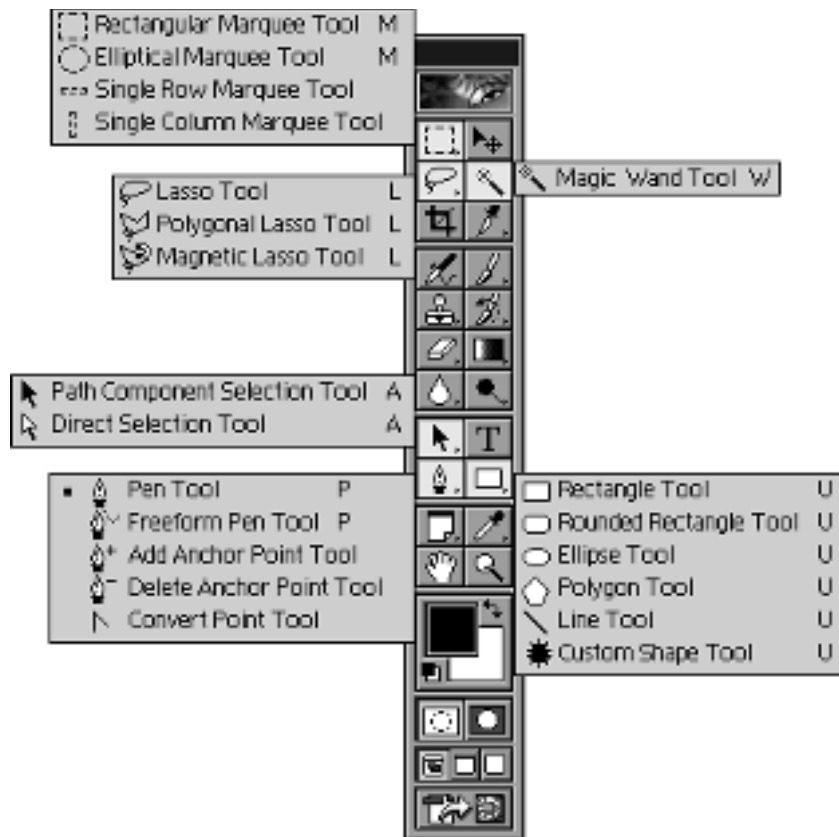 Rectangular Marquee Tool M
Elliptical Marquee Tool M
Single Row Marquee Tool
Single Column Marquee Tool
Magic Wand Tool W
Lasso Tool L
Polygonal Lasso Tool L
Magnetic Lasso Tool L
Path Component Selection Tool A
Direct Selection Tool A
T
Pen Tool P
Freeform Pen Tool P
Add Anchor Point Tool
Delete Anchor Point Tool
Convert Point Tool
Rectangle Tool U
Rounded Rectangle Tool U
Ellipse Tool U
Polygon Tool U
Line Tool U
Custom Shape Tool U